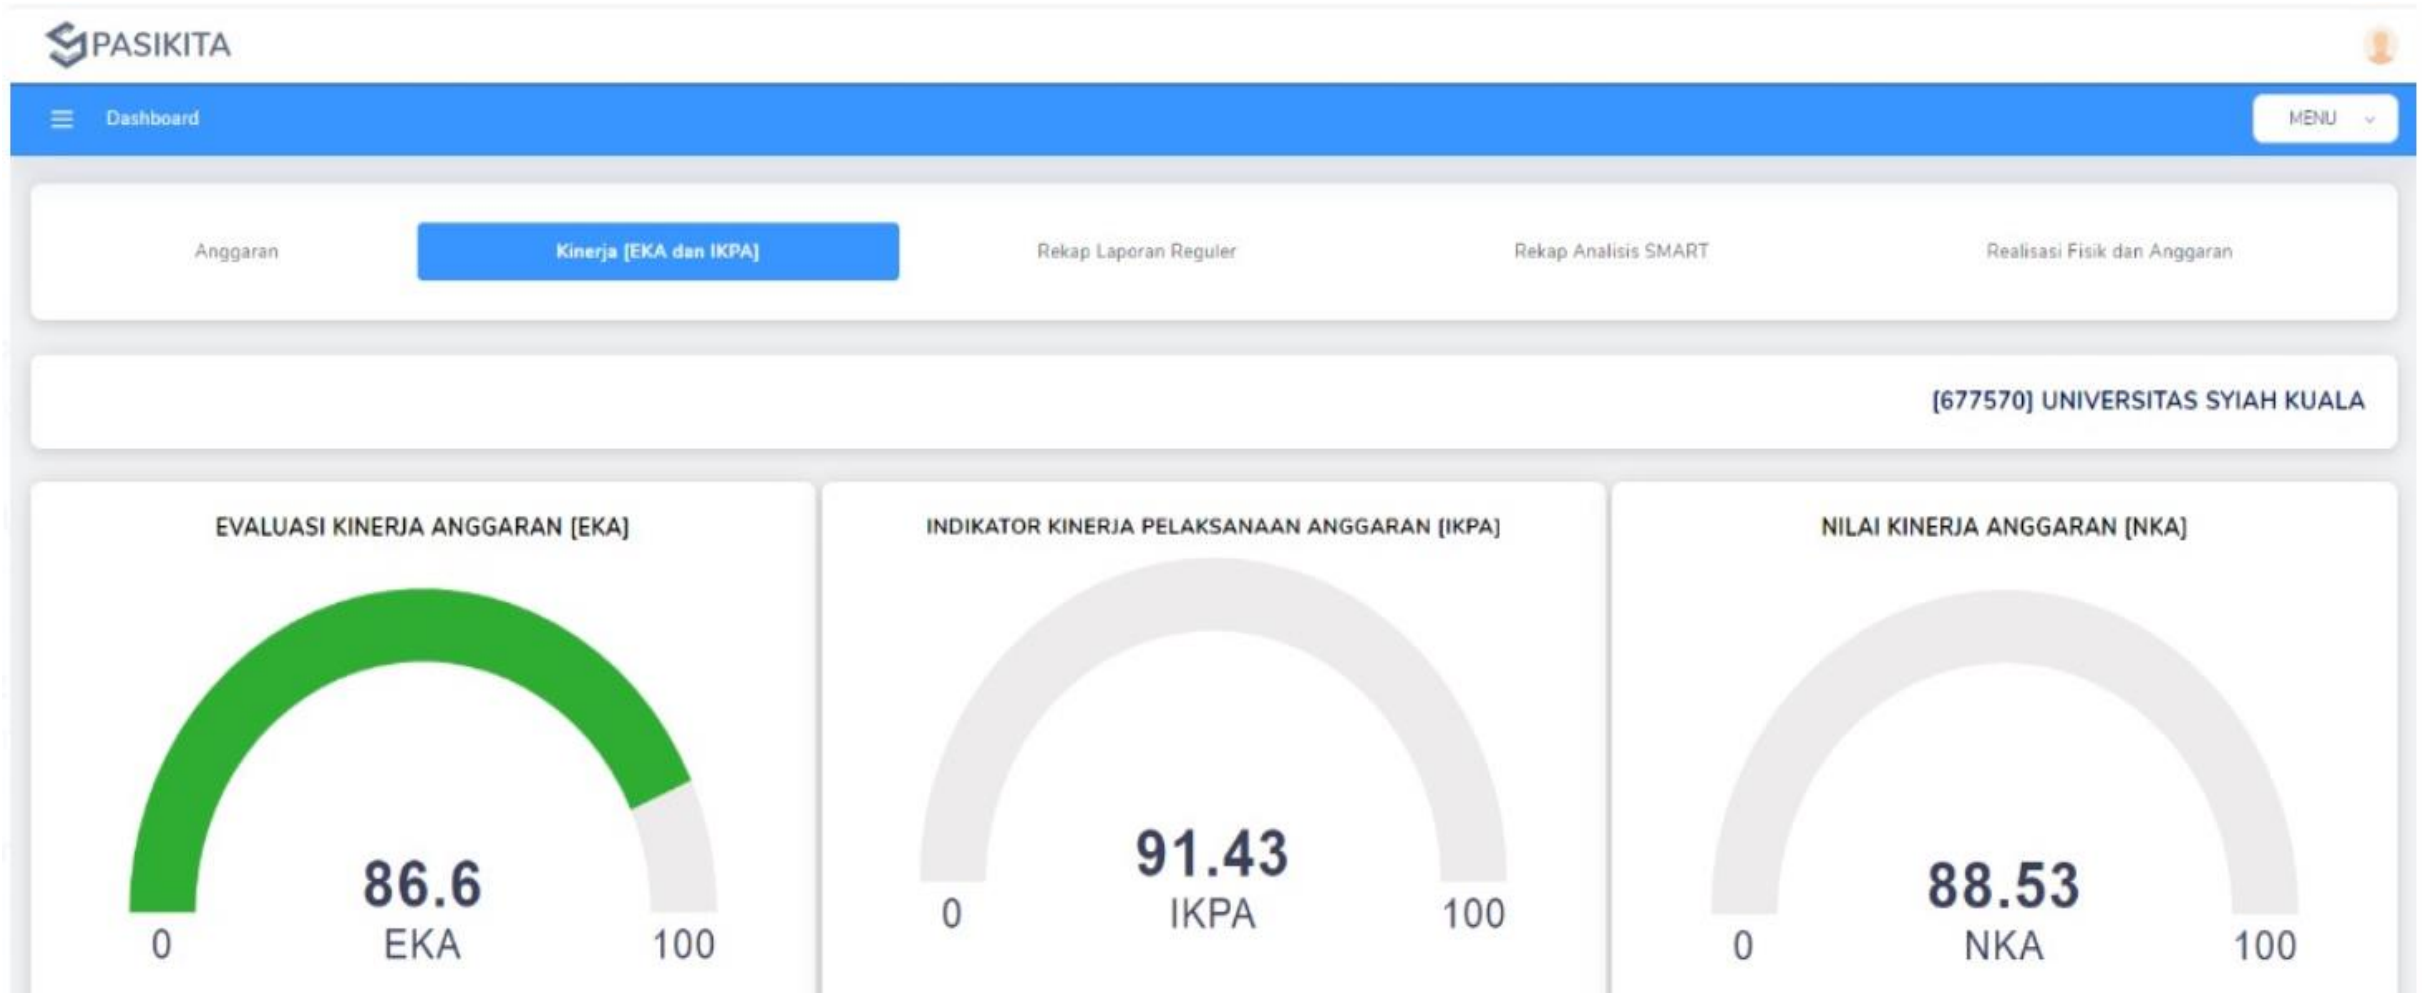 SPASIKITA
Dashboard
MENU
Anggaran
Kinerja [EKA dan IKPA]
Rekap Laporan Reguler
Rekap Analisis SMART
Realisasi Fisik dan Anggaran
[677570] UNIVERSITAS SYIAH KUALA
EVALUASI KINERJA ANGGARAN [EKA]
86.6
EKA
0
100
INDIKATOR KINERJA PELAKSANAAN ANGGARAN [IKPA]
91.43
IKPA
0
100
NILAI KINERJA ANGGARAN [NKA]
88.53
NKA
0
100